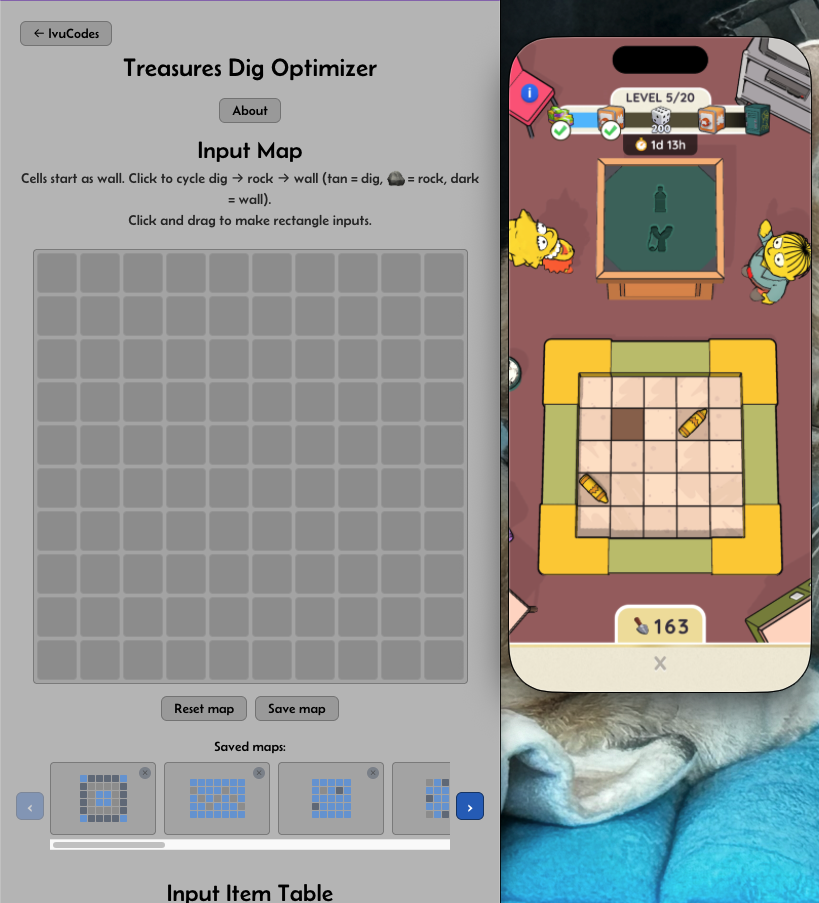 ← IvuCodes
Treasures Dig Optimizer
About
Input Map
Cells start as wall. Click to cycle dig → rock → wall (tan = dig, 🪨 = rock, dark
= wall).
Click and drag to make rectangle inputs.
Reset map
Save map
Saved maps:
Input Item Table
i
LEVEL 5/20
200
1d 13h
163
X